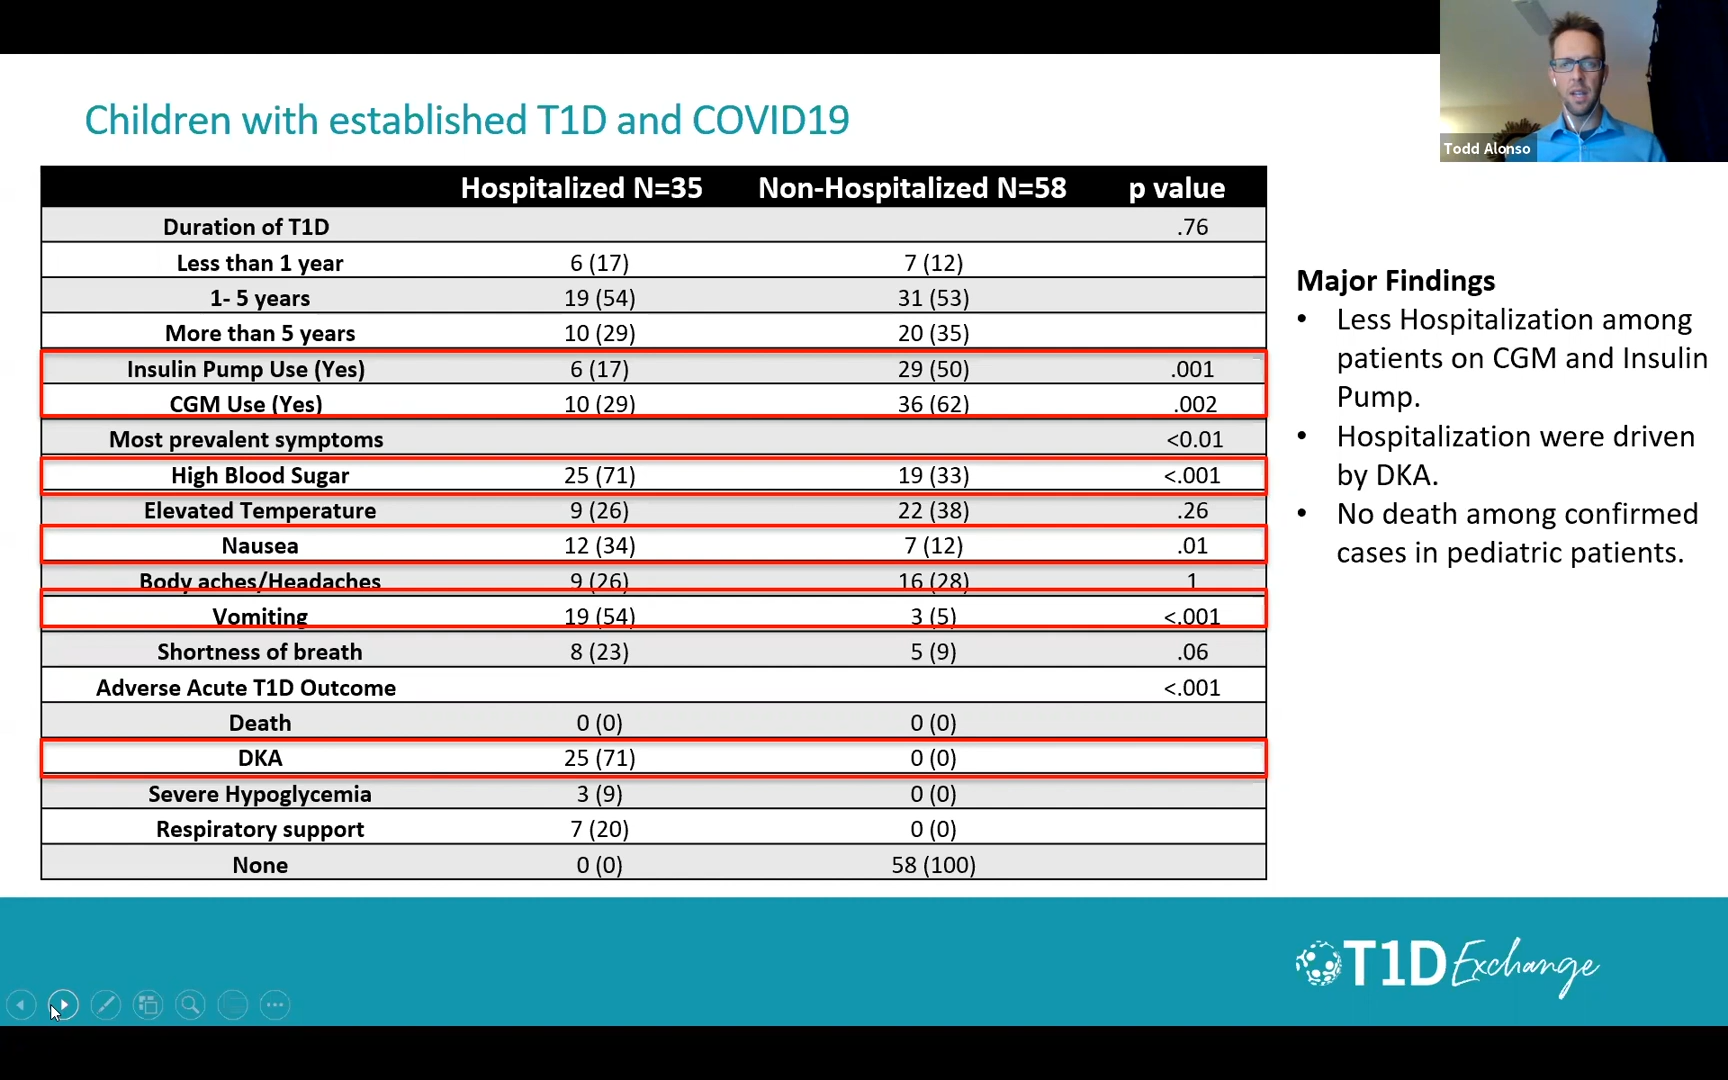 Children with established T1D and COVID19
Todd Alonso
Hospitalized N=35 Non-Hospitalized N=58 p value
Duration of T1D .76
Less than 1 year 6 (17) 7 (12)
1- 5 years 19 (54) 31 (53)
More than 5 years 10 (29) 20 (35)
Insulin Pump Use (Yes) 6 (17) 29 (50) .001
CGM Use (Yes) 10 (29) 36 (62) .002
Most prevalent symptoms <0.01
High Blood Sugar 25 (71) 19 (33) <.001
Elevated Temperature 9 (26) 22 (38) .26
Nausea 12 (34) 7 (12) .01
Body aches/Headaches 9 (26) 16 (28) 1
Vomiting 19 (54) 3 (5) <.001
Shortness of breath 8 (23) 5 (9) .06
Adverse Acute T1D Outcome <.001
Death 0 (0) 0 (0)
DKA 25 (71) 0 (0)
Severe Hypoglycemia 3 (9) 0 (0)
Respiratory support 7 (20) 0 (0)
None 0 (0) 58 (100)
Major Findings
• Less Hospitalization among
patients on CGM and Insulin
Pump.
• Hospitalization were driven
by DKA.
• No death among confirmed
cases in pediatric patients.
T1D Exchange